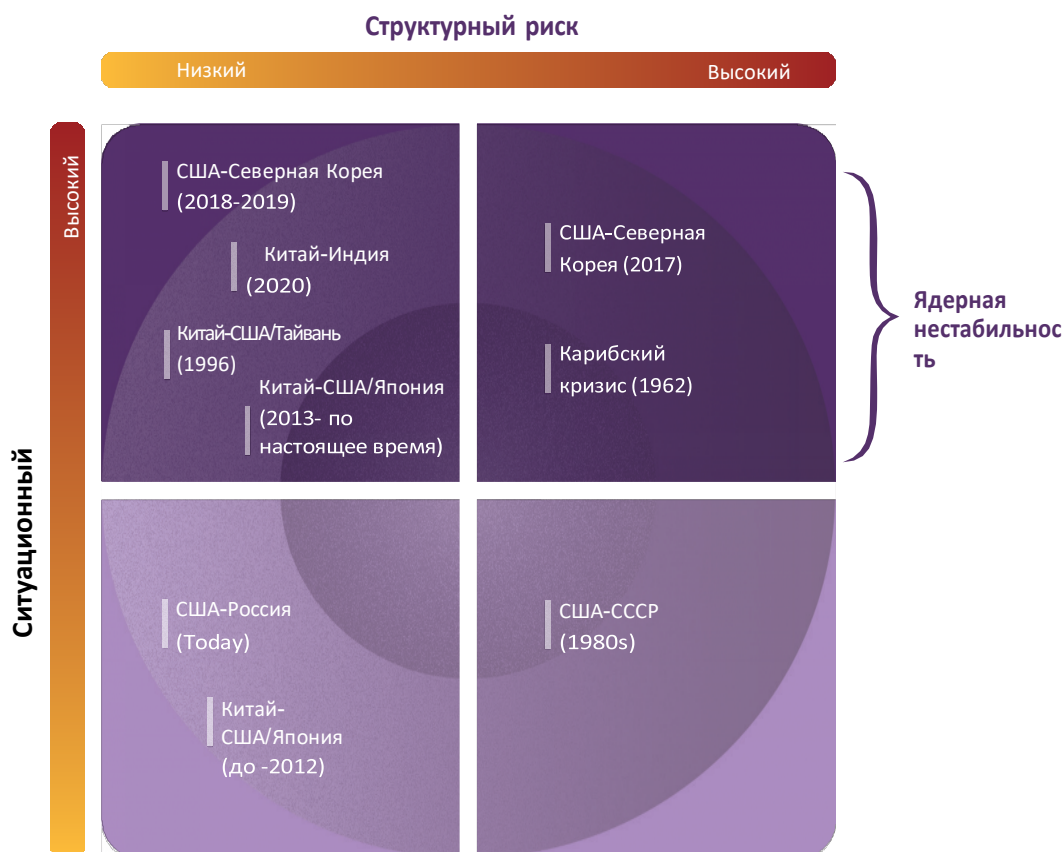 Структурный риск
Низкий
Высокий
Высокий
Ситуационный
США-Северная Корея
(2018-2019)
Китай-Индия
(2020)
Китай-США/Тайвань
(1996)
Китай-США/Япония
(2013- по
настоящее время)
США-Северная
Корея (2017)
Карибский
кризис (1962)
Ядерная
нестабильнос
ть
США-Россия
(Today)
Китай-
США/Япония
(до -2012)
США-СССР
(1980s)